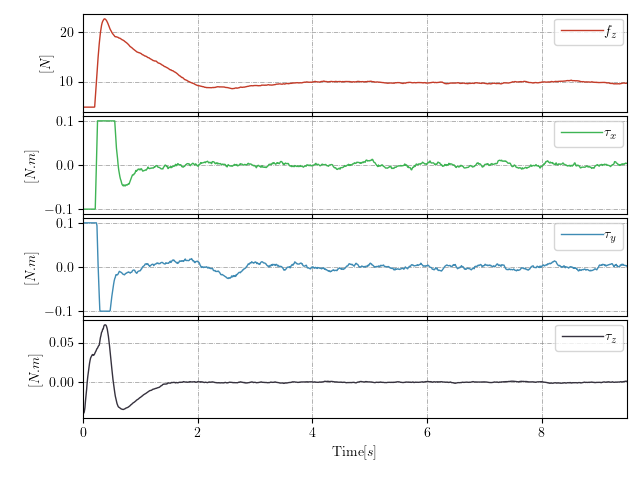 [N]
20
10
f_z
[N.m]
0.1
0.0
−0.1
τ_x
[N.m]
0.1
0.0
−0.1
τ_y
[N.m]
0.05
0.00
τ_z
0 2 4 6 8
Time[s]